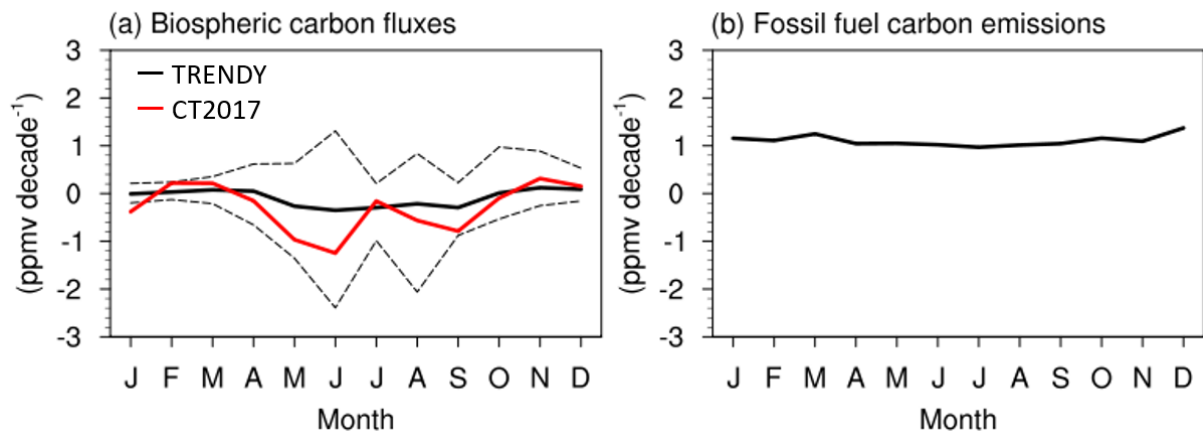 (a) Biospheric carbon fluxes
3
2
1
0
-1
-2
-3
(ppmv decade⁻¹)
TRENDY
CT2017
J F M A M J J A S O N D
Month
(b) Fossil fuel carbon emissions
3
2
1
0
-1
-2
-3
(ppmv decade⁻¹)
J F M A M J J A S O N D
Month